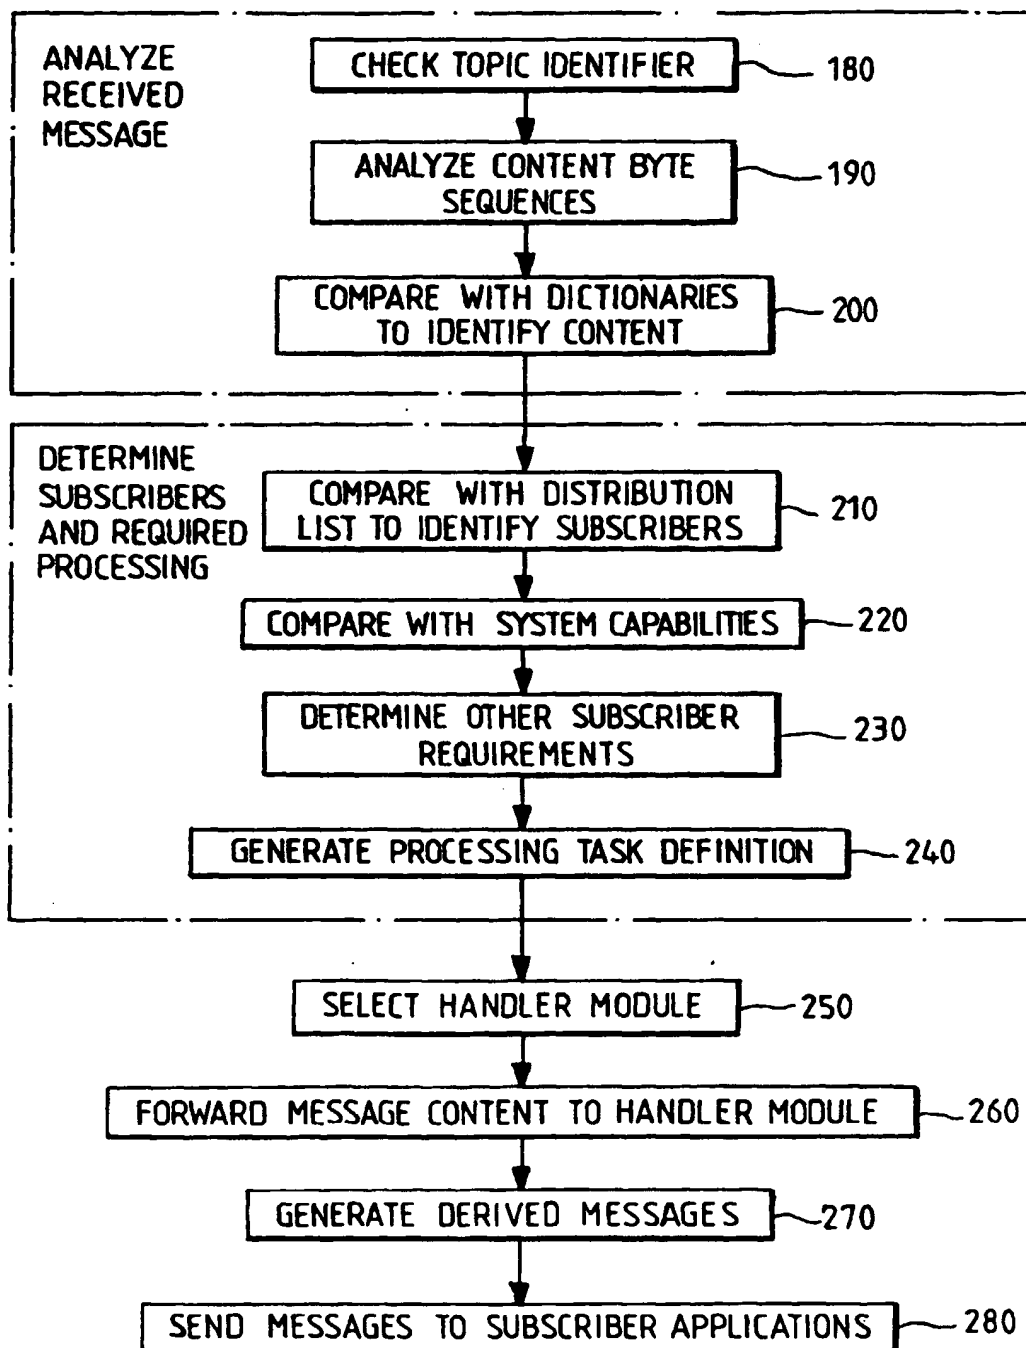 ANALYZE
RECEIVED
MESSAGE
CHECK TOPIC IDENTIFIER
180
ANALYZE CONTENT BYTE
SEQUENCES
190
COMPARE WITH DICTIONARIES
TO IDENTIFY CONTENT
200
DETERMINE
SUBSCRIBERS
AND REQUIRED
PROCESSING
COMPARE WITH DISTRIBUTION
LIST TO IDENTIFY SUBSCRIBERS
210
COMPARE WITH SYSTEM CAPABILITIES
220
DETERMINE OTHER SUBSCRIBER
REQUIREMENTS
230
GENERATE PROCESSING TASK DEFINITION
240
SELECT HANDLER MODULE
250
FORWARD MESSAGE CONTENT TO HANDLER MODULE
260
GENERATE DERIVED MESSAGES
270
SEND MESSAGES TO SUBSCRIBER APPLICATIONS
280